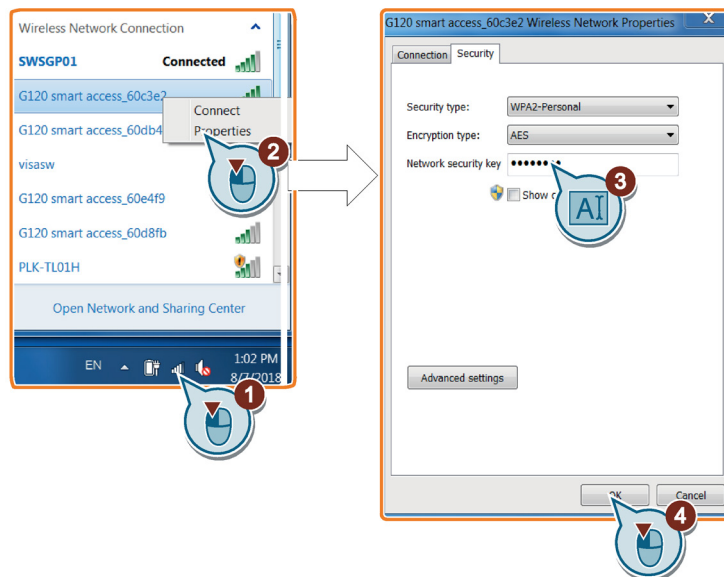 Wireless Network Connection
SWSGP01 Connected
G120 smart access_60c3e2
Connect
G120 smart access_60db4
Properties
2
visasw
G120 smart access_60e4f9
G120 smart access_60d8fb
PLK-TL01H
Open Network and Sharing Center
EN
1:02 PM
8/7/2018
1
G120 smart access_60c3e2 Wireless Network Properties X
Connection Security
Security type: WPA2-Personal
Encryption type: AES
Network security key
3
Show
AI
Advanced settings
OK Cancel
4